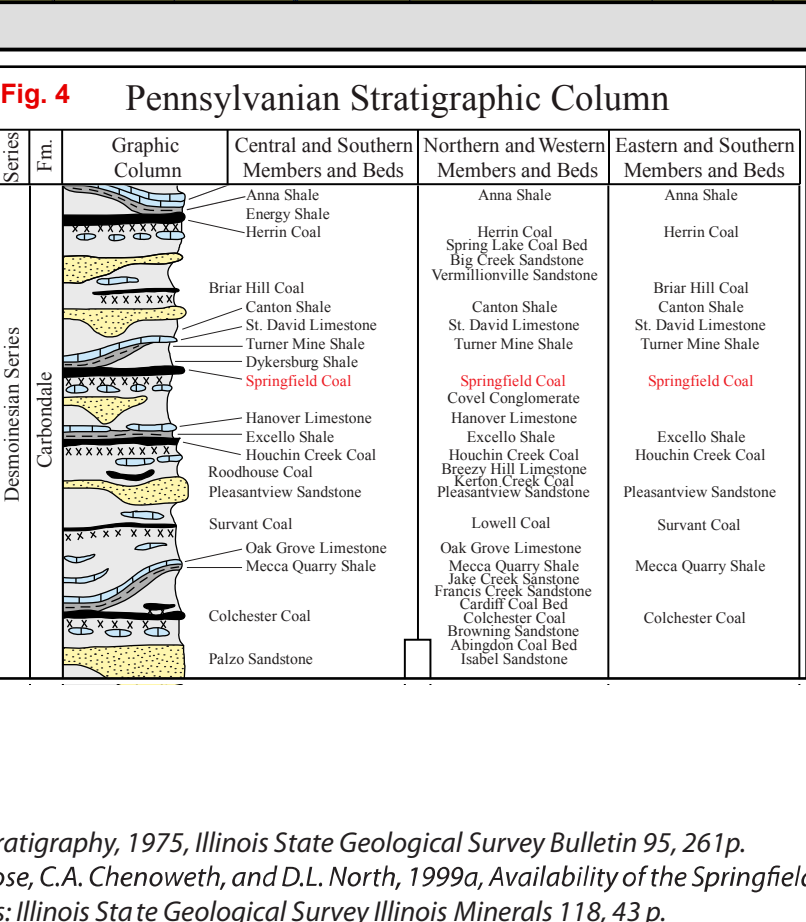 Fig. 4
Pennsylvanian Stratigraphic Column
Series
Fm.
Graphic
Column
Central and Southern
Members and Beds
Northern and Western
Members and Beds
Eastern and Southern
Members and Beds
Desmoinesian Series
Carbondale
Anna Shale
Energy Shale
Herrin Coal
Briar Hill Coal
Canton Shale
St. David Limestone
Turner Mine Shale
Dykersburg Shale
Springfield Coal
Hanover Limestone
Excello Shale
Houchin Creek Coal
Roodhouse Coal
Pleasantview Sandstone
Survant Coal
Oak Grove Limestone
Mecca Quarry Shale
Colchester Coal
Palzo Sandstone
Anna Shale
Herrin Coal
Spring Lake Coal Bed
Big Creek Sandstone
Vermillionville Sandstone
Canton Shale
St. David Limestone
Turner Mine Shale
Springfield Coal
Covel Conglomerate
Hanover Limestone
Excello Shale
Houchin Creek Coal
Breezy Hill Limestone
Kerton Creek Coal
Pleasantview Sandstone
Lowell Coal
Oak Grove Limestone
Mecca Quarry Shale
Jake Creek Sanstone
Francis Creek Sandstone
Cardiff Coal Bed
Colchester Coal
Browning Sandstone
Abingdon Coal Bed
Isabel Sandstone
Anna Shale
Herrin Coal
Briar Hill Coal
Canton Shale
St. David Limestone
Turner Mine Shale
Springfield Coal
Excello Shale
Houchin Creek Coal
Pleasantview Sandstone
Survant Coal
Mecca Quarry Shale
Colchester Coal
ratigraphy, 1975, Illinois State Geological Survey Bulletin 95, 261p.
ose, C.A. Chenoweth, and D.L. North, 1999a, Availability of the Springfield
s: Illinois State Geological Survey Illinois Minerals 118, 43 p.